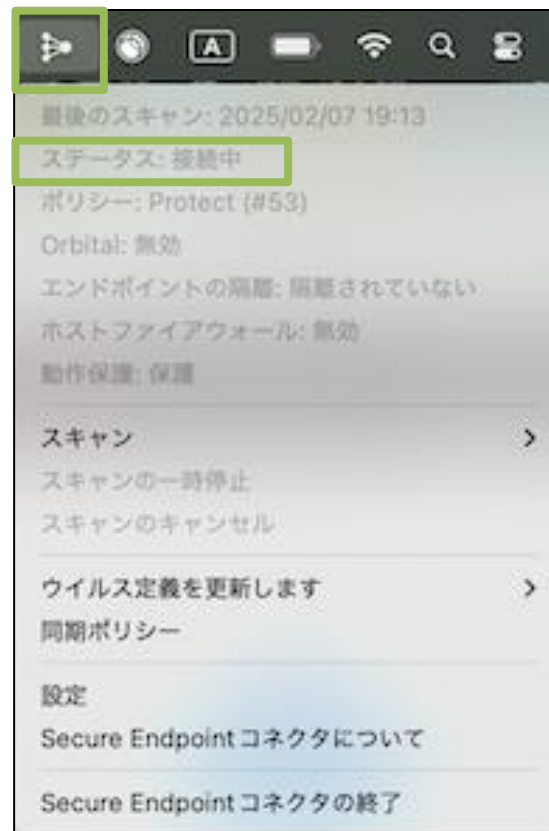 A
最後のスキャン: 2025/02/07 19:13
ステータス: 接続中
ポリシー: Protect (#53)
Orbital: 無効
エンドポイントの隔離: 隔離されていない
ホストファイアウォール: 無効
動作保護: 保護
スキャン
スキャンの一時停止
スキャンのキャンセル
ウイルス定義を更新します
同期ポリシー
設定
Secure Endpoint コネクタについて
Secure Endpoint コネクタの終了